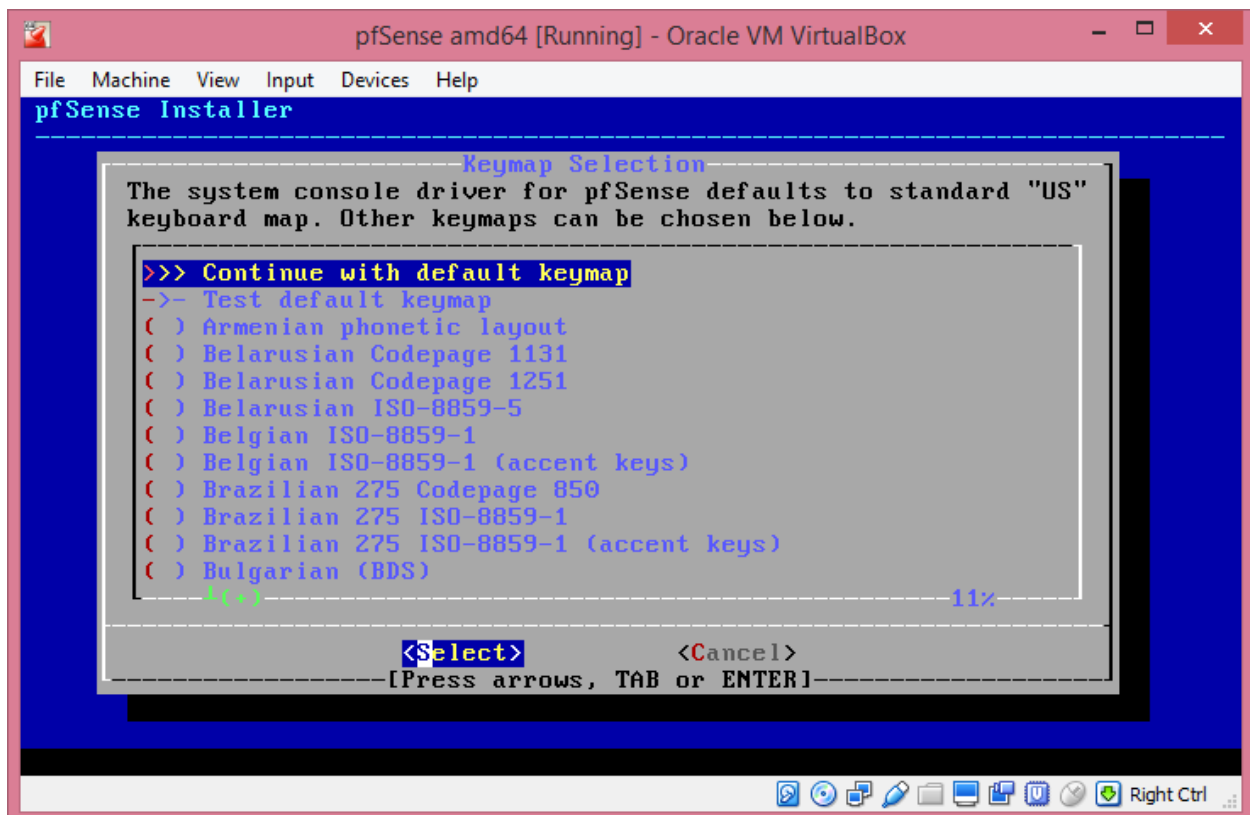 pfSense amd64 [Running] - Oracle VM VirtualBox
File Machine View Input Devices Help
pfSense Installer
Keymap Selection
The system console driver for pfSense defaults to standard "US"
keyboard map. Other keymaps can be chosen below.
>>> Continue with default keymap
->- Test default keymap
( ) Armenian phonetic layout
( ) Belarusian Codepage 1131
( ) Belarusian Codepage 1251
( ) Belarusian ISO-8859-5
( ) Belgian ISO-8859-1
( ) Belgian ISO-8859-1 (accent keys)
( ) Brazilian 275 Codepage 850
( ) Brazilian 275 ISO-8859-1
( ) Brazilian 275 ISO-8859-1 (accent keys)
( ) Bulgarian (BDS)
┴(+) 11%
<Select> <Cancel>
[Press arrows, TAB or ENTER]
Right Ctrl